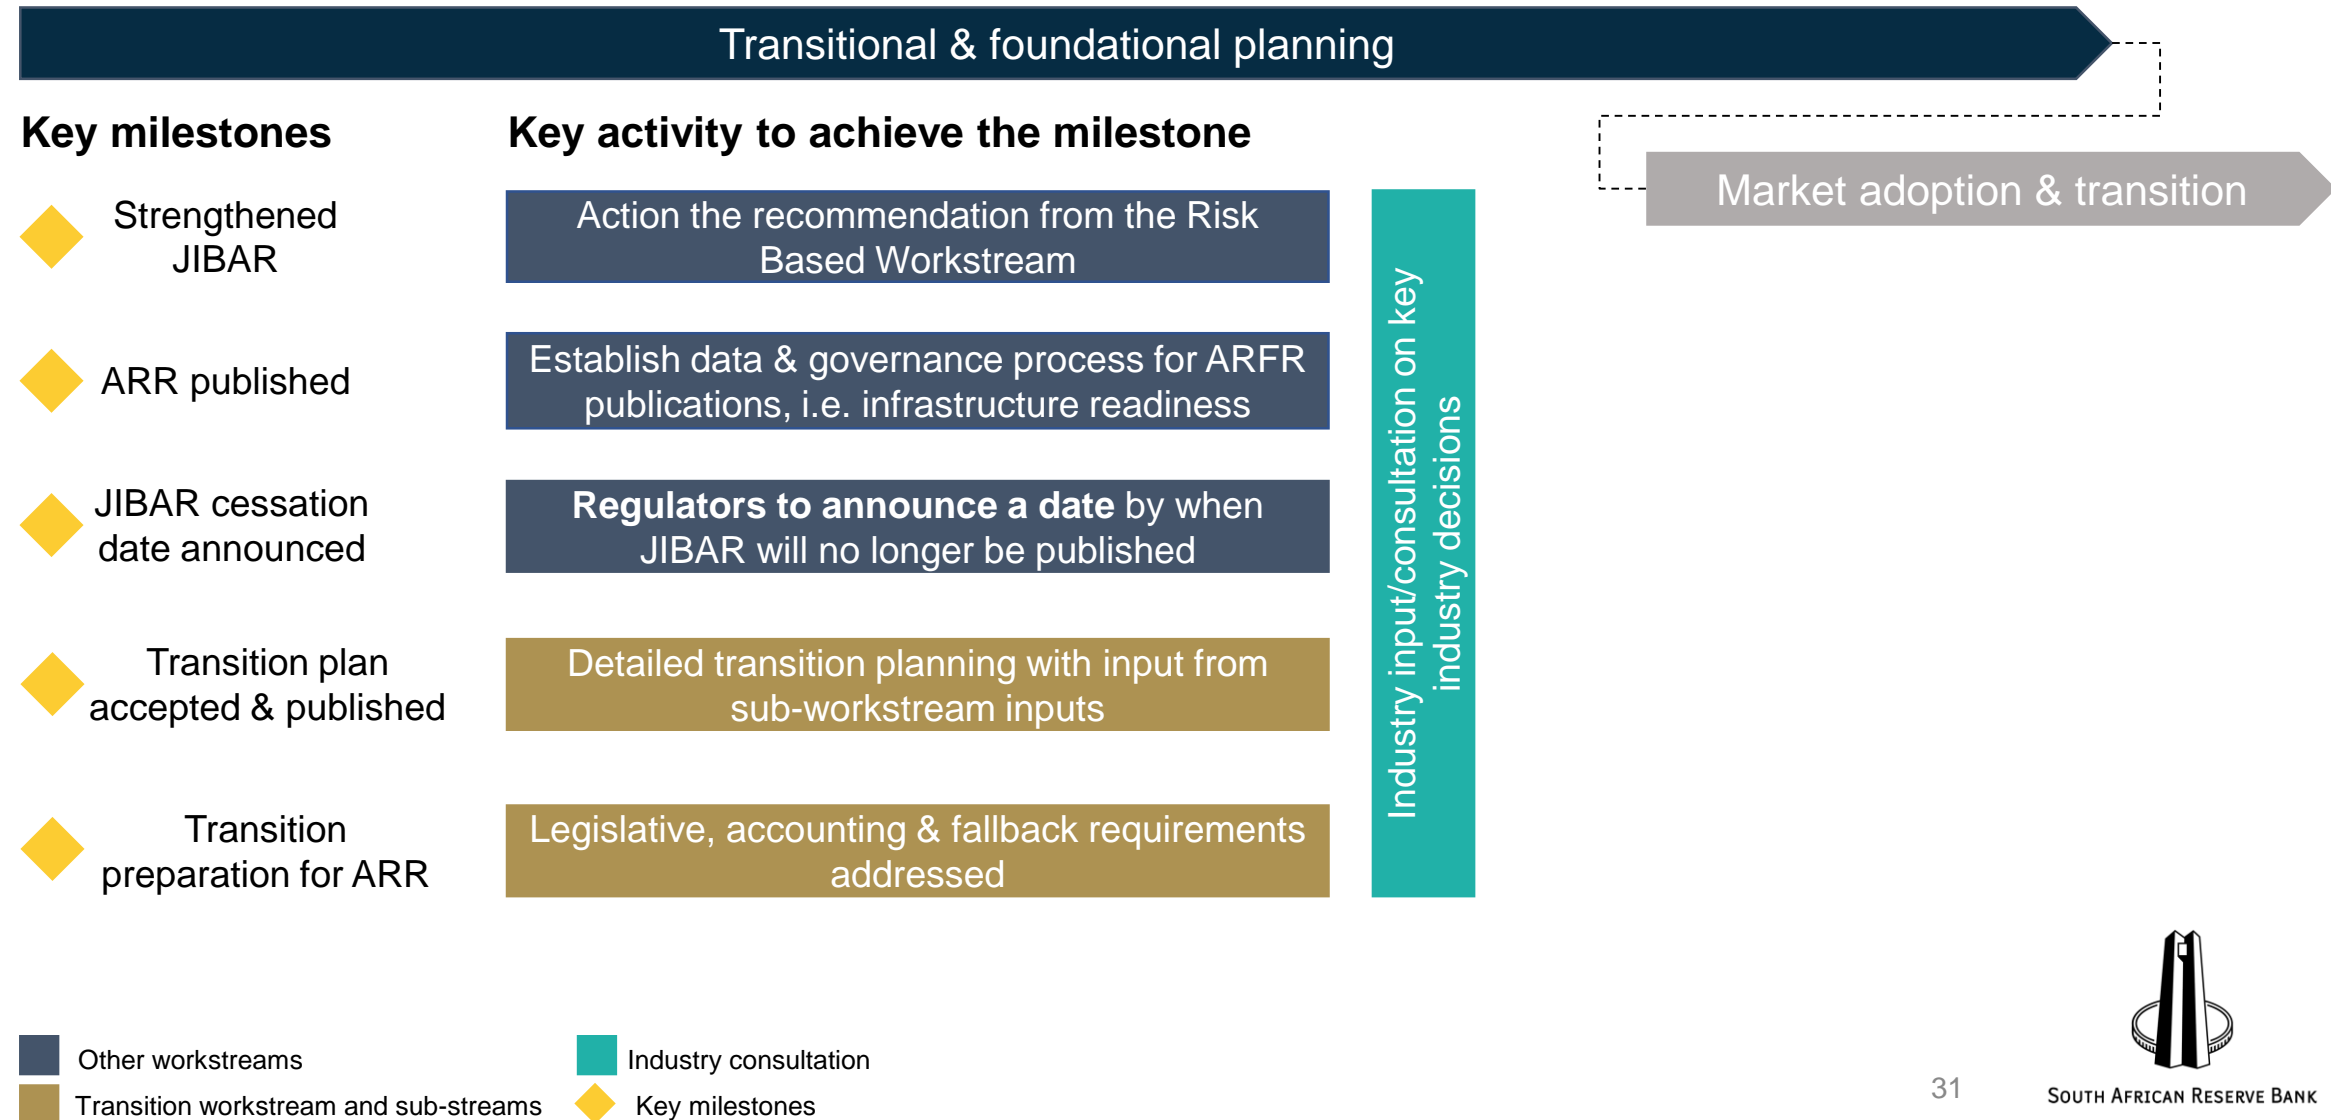 Transitional & foundational planning
Key milestones
Key activity to achieve the milestone
Market adoption & transition
Strengthened
JIBAR
Action the recommendation from the Risk
Based Workstream
ARR published
Establish data & governance process for ARFR
publications, i.e. infrastructure readiness
JIBAR cessation
date announced
Regulators to announce a date by when
JIBAR will no longer be published
Transition plan
accepted & published
Detailed transition planning with input from
sub-workstream inputs
Transition
preparation for ARR
Legislative, accounting & fallback requirements
addressed
Industry input/consultation on key
industry decisions
Other workstreams
Transition workstream and sub-streams
Industry consultation
Key milestones
31
SOUTH AFRICAN RESERVE BANK